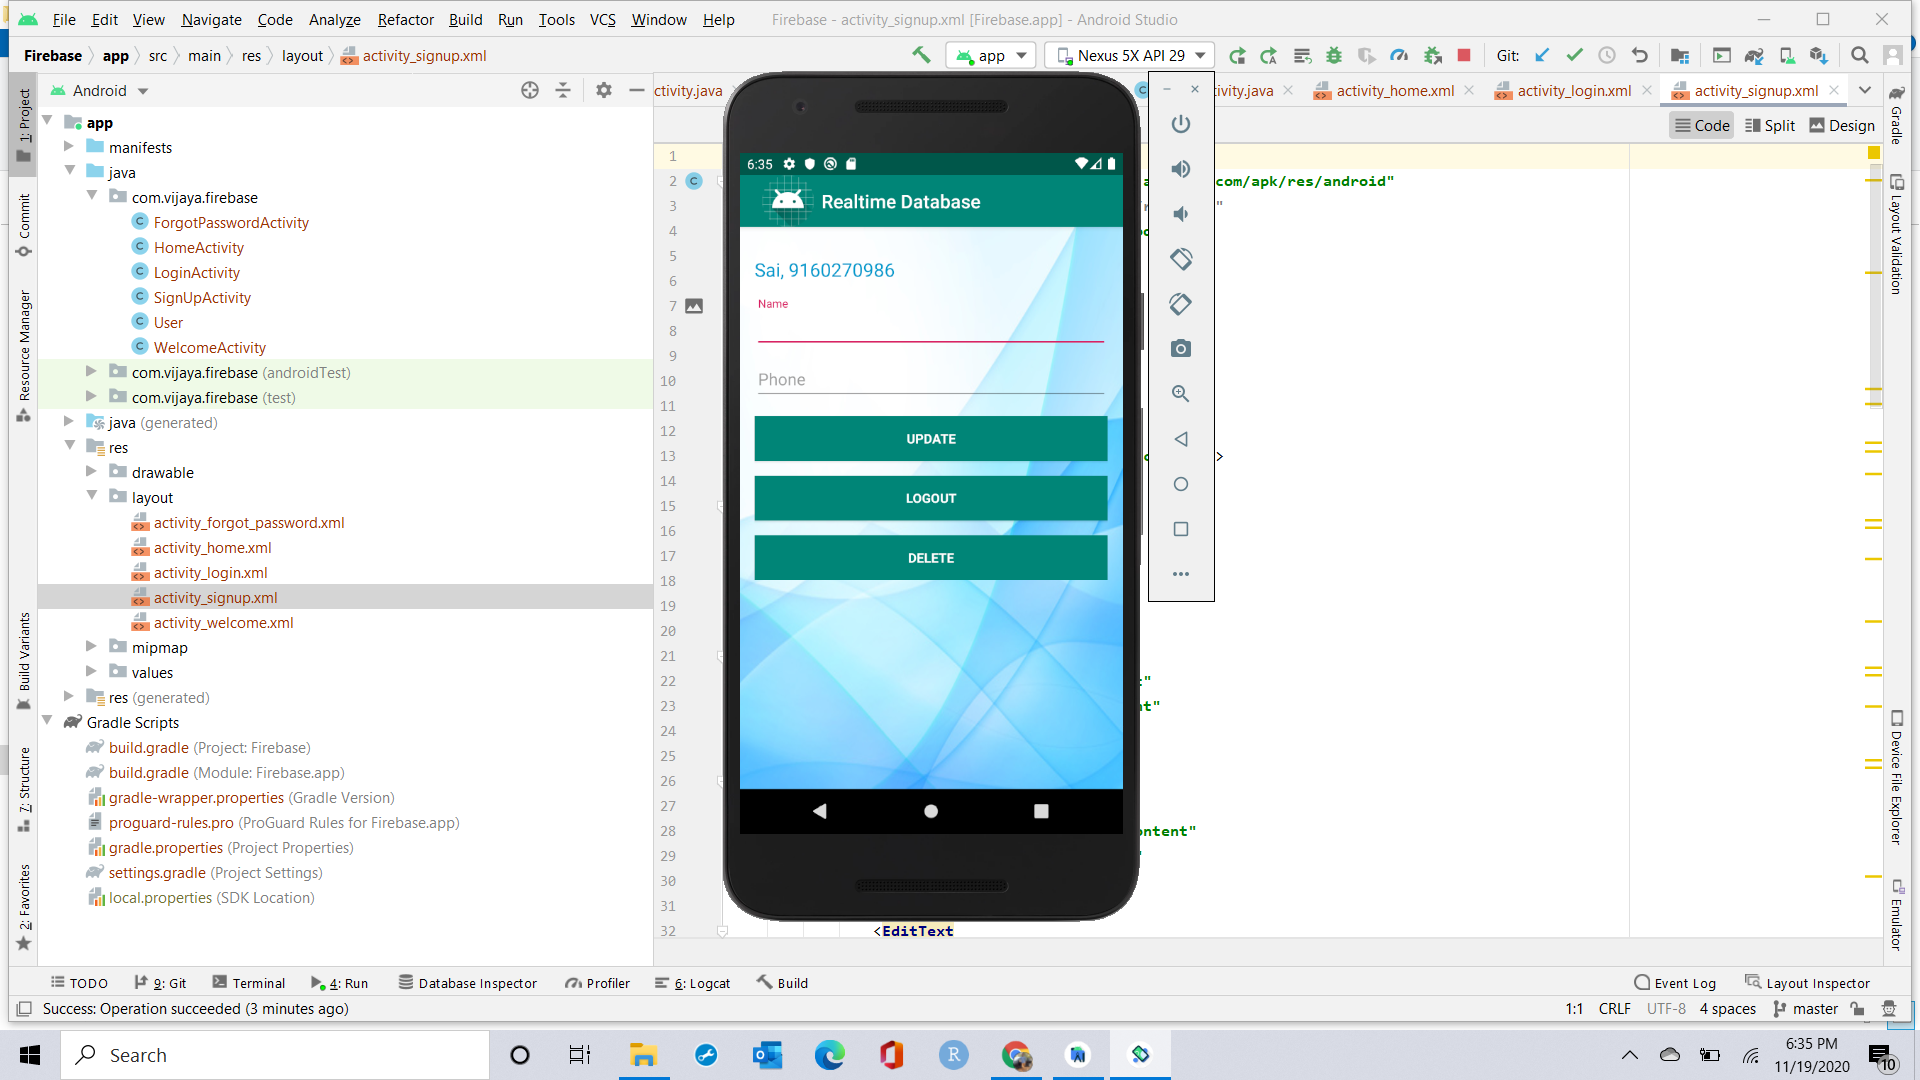 File Edit View Navigate Code Analyze Refactor Build Run Tools VCS Window Help Firebase - activity_signup.xml [Firebase.app] - Android Studio
Firebase app src main res layout activity_signup.xml app Nexus 5X API 29 Git:
Android ctivity.java ivity.java activity_home.xml activity_login.xml activity_signup.xml
Code Split Design
1: Project
Commit
Resource Manager
Build Variants
7: Structure
2: Favorites
app
manifests
java
com.vijaya.firebase
ForgotPasswordActivity
HomeActivity
LoginActivity
SignUpActivity
User
WelcomeActivity
com.vijaya.firebase (androidTest)
com.vijaya.firebase (test)
java (generated)
res
drawable
layout
activity_forgot_password.xml
activity_home.xml
activity_login.xml
activity_signup.xml
activity_welcome.xml
mipmap
values
res (generated)
Gradle Scripts
build.gradle (Project: Firebase)
build.gradle (Module: Firebase.app)
gradle-wrapper.properties (Gradle Version)
proguard-rules.pro (ProGuard Rules for Firebase.app)
gradle.properties (Project Properties)
settings.gradle (Project Settings)
local.properties (SDK Location)
1
2 com/apk/res/android"
3
4
5
6
7
8
9
10
11
12
13 >
14
15
16
17
18
19
20
21
22 "
23 nt"
24
25
26
27
28 ontent"
29 "
30
31
32 <EditText
6:35
Realtime Database
Sai, 9160270986
Name
Phone
UPDATE
LOGOUT
DELETE
Gradle
Layout Validation
Device File Explorer
Emulator
TODO 9: Git Terminal 4: Run Database Inspector Profiler 6: Logcat Build Event Log Layout Inspector
Success: Operation succeeded (3 minutes ago) 1:1 CRLF UTF-8 4 spaces master
Search
6:35 PM
11/19/2020
10